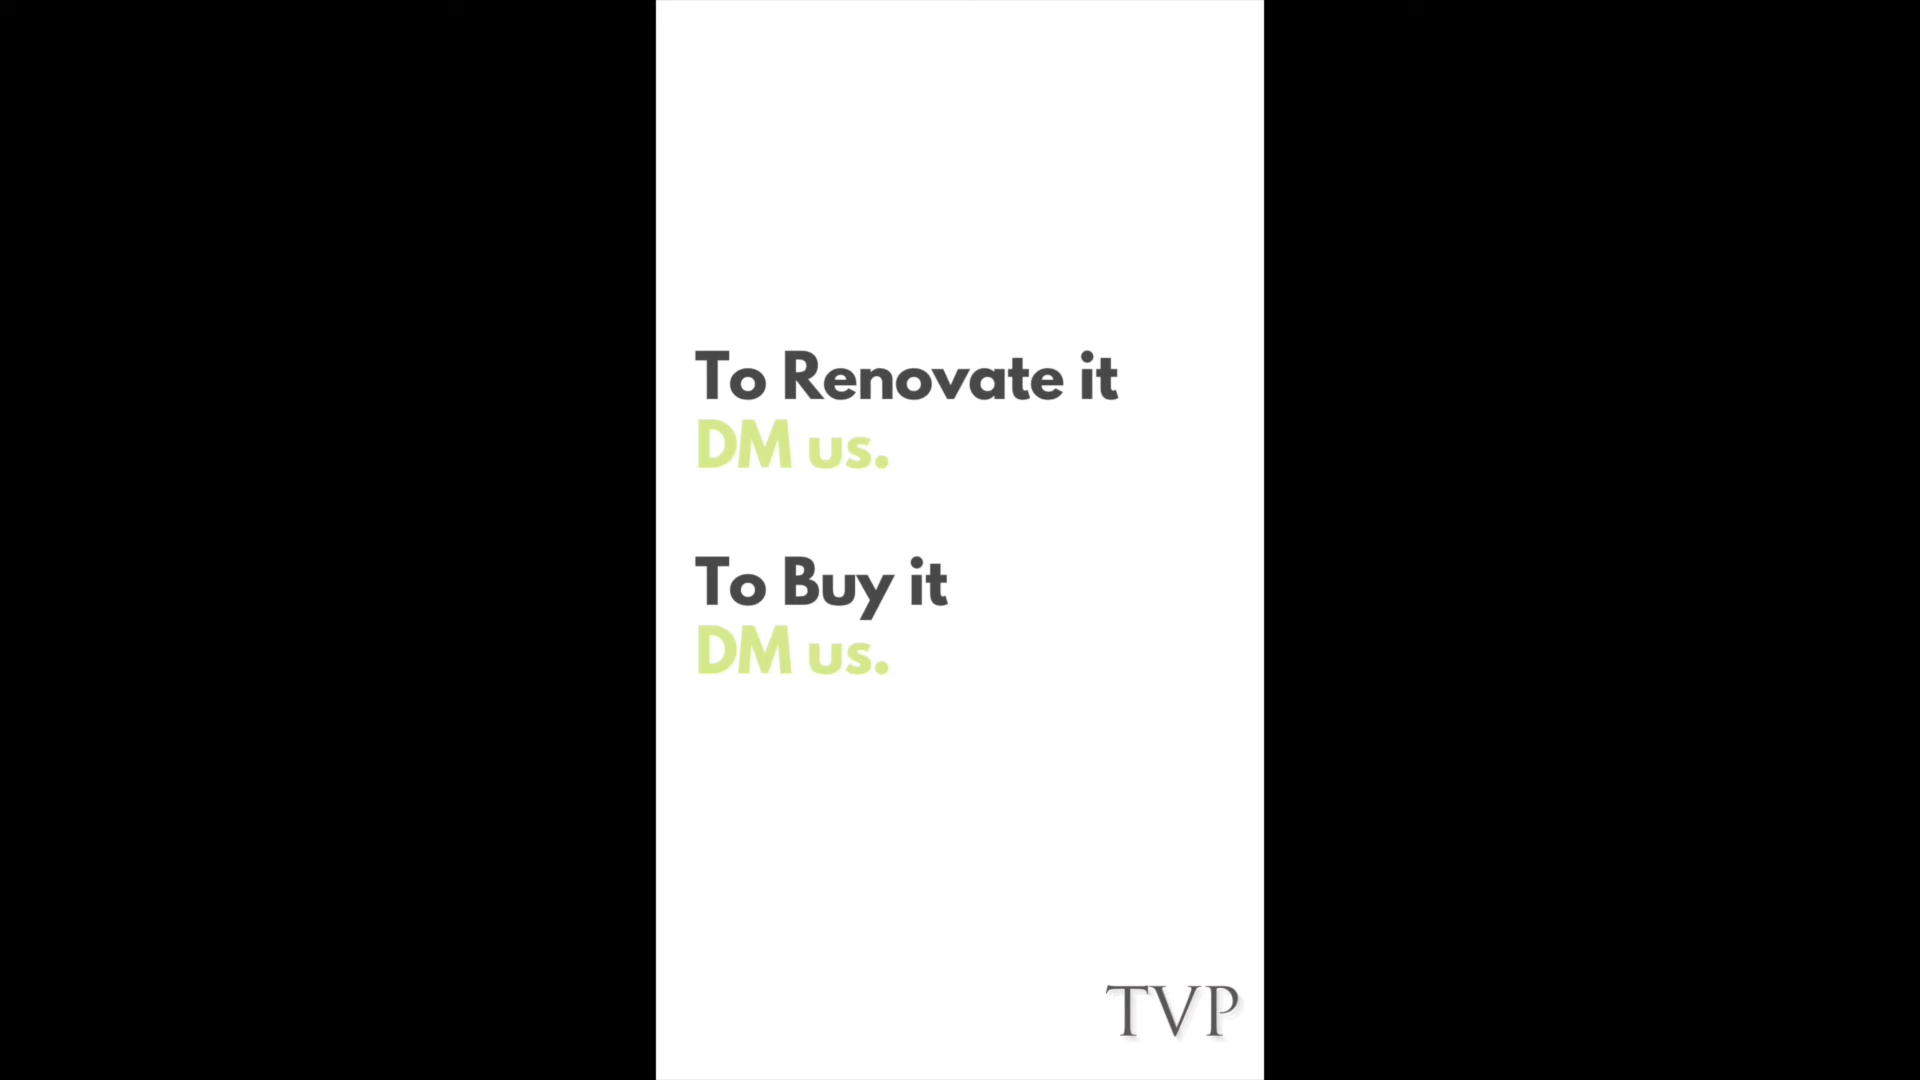 To Renovate it
DM us.
To Buy it
DM us.
TVP